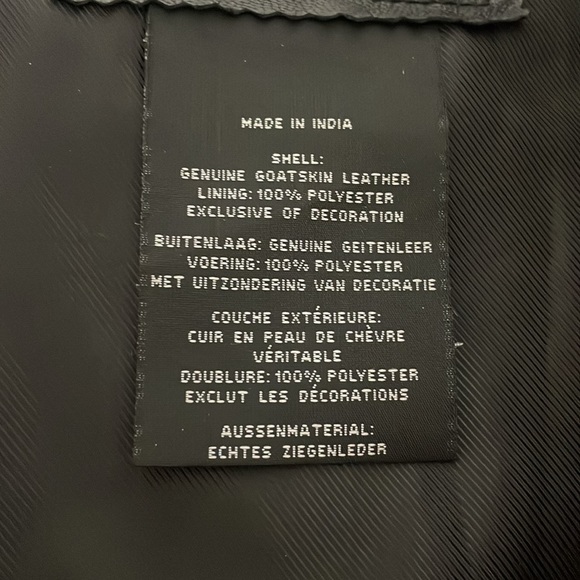 MADE IN INDIA
SHELL:
GENUINE GOATSKIN LEATHER
LINING: 100% POLYESTER
EXCLUSIVE OF DECORATION
BUITENLAAG: GENUINE GEITENLEER
VOERING: 100% POLYESTER
MET UITZONDERING VAN DECORATIE
COUCHE EXTÉRIEURE:
CUIR EN PEAU DE CHÈVRE
VÉRITABLE
DOUBLURE: 100% POLYESTER
EXCLUT LES DÉCORATIONS
AUSSENMATERIAL:
ECHTES ZIEGENLEDER